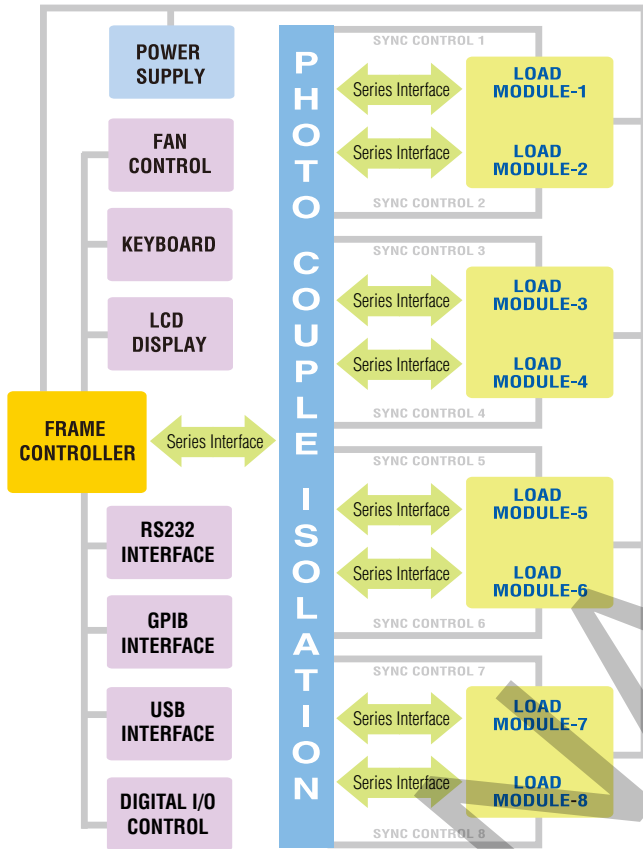 POWER
SUPPLY
FAN
CONTROL
KEYBOARD
LCD
DISPLAY
FRAME
CONTROLLER
RS232
INTERFACE
GPIB
INTERFACE
USB
INTERFACE
DIGITAL I/O
CONTROL
Series Interface
PHOTO COUPLE ISOLATION
SYNC CONTROL 1
Series Interface
LOAD
MODULE-1
Series Interface
LOAD
MODULE-2
SYNC CONTROL 2
SYNC CONTROL 3
Series Interface
LOAD
MODULE-3
Series Interface
LOAD
MODULE-4
SYNC CONTROL 4
SYNC CONTROL 5
Series Interface
LOAD
MODULE-5
Series Interface
LOAD
MODULE-6
SYNC CONTROL 6
SYNC CONTROL 7
Series Interface
LOAD
MODULE-7
Series Interface
LOAD
MODULE-8
SYNC CONTROL 8